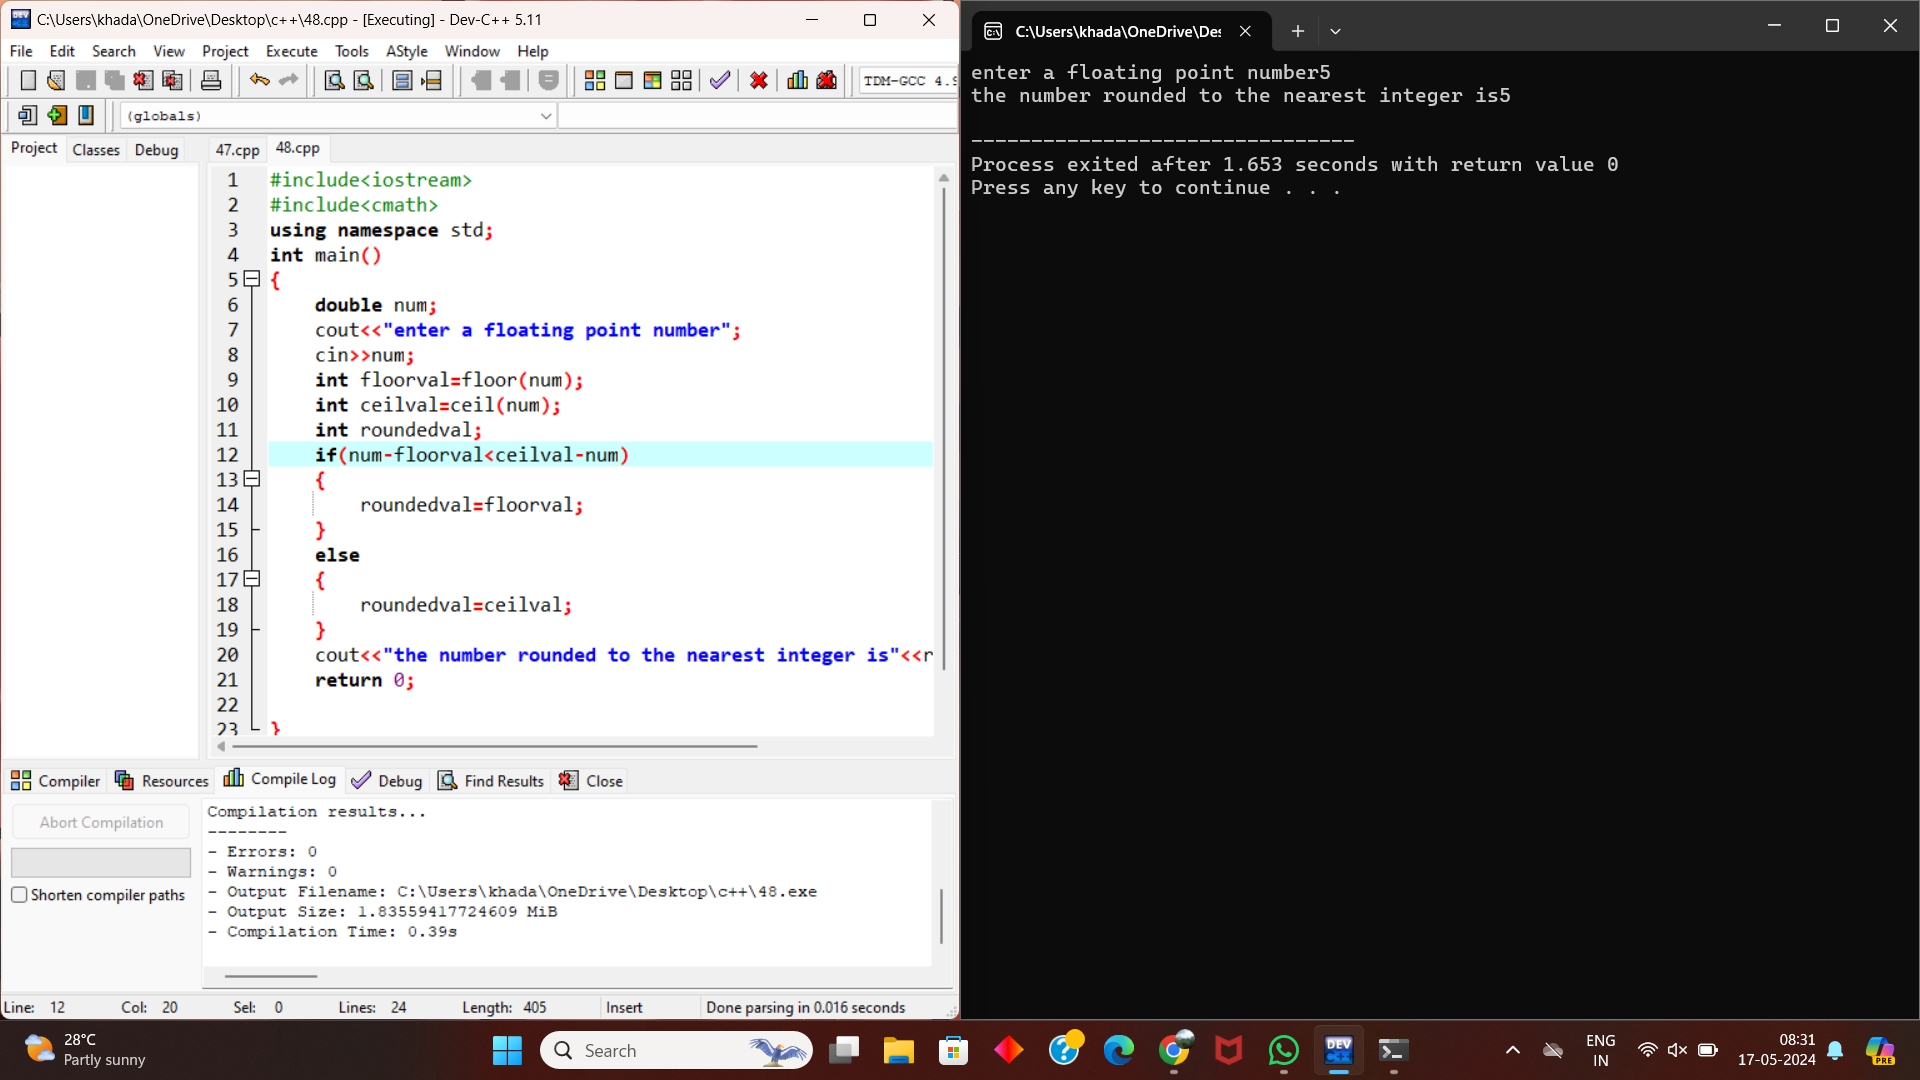 C:\Users\khada\OneDrive\Desktop\c++\48.cpp - [Executing] - Dev-C++ 5.11
File Edit Search View Project Execute Tools AStyle Window Help
TDM-GCC 4.9
(globals)
Project Classes Debug 47.cpp 48.cpp
1 #include<iostream>
2 #include<cmath>
3 using namespace std;
4 int main()
5 {
6 double num;
7 cout<<"enter a floating point number";
8 cin>>num;
9 int floorval=floor(num);
10 int ceilval=ceil(num);
11 int roundedval;
12 if(num-floorval<ceilval-num)
13 {
14 roundedval=floorval;
15 }
16 else
17 {
18 roundedval=ceilval;
19 }
20 cout<<"the number rounded to the nearest integer is"<<r
21 return 0;
22
23 }
Compiler Resources Compile Log Debug Find Results Close
Abort Compilation
Shorten compiler paths
Compilation results...
--------
- Errors: 0
- Warnings: 0
- Output Filename: C:\Users\khada\OneDrive\Desktop\c++\48.exe
- Output Size: 1.83559417724609 MiB
- Compilation Time: 0.39s
Line: 12 Col: 20 Sel: 0 Lines: 24 Length: 405 Insert Done parsing in 0.016 seconds
C:\Users\khada\OneDrive\Des
enter a floating point number5
the number rounded to the nearest integer is5
--------------------------------
Process exited after 1.653 seconds with return value 0
Press any key to continue . . .
28°C
Partly sunny
Search
DEV C++
ENG
IN
08:31
17-05-2024
PRE